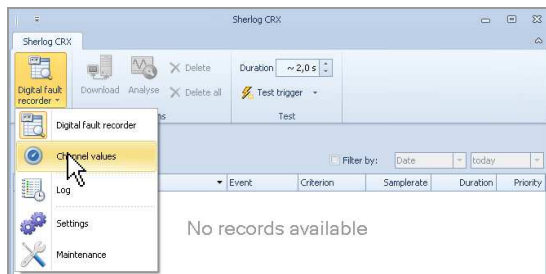 Sherlog CRX
Sherlog CRX
Digital fault recorder
Download
Analyse
Delete
Delete all
Duration ~ 2,0 s
Test trigger
Test
Digital fault recorder
Channel values
Log
Settings
Maintenance
Filter by: Date today
Event Criterion Samplerate Duration Priority
No records available